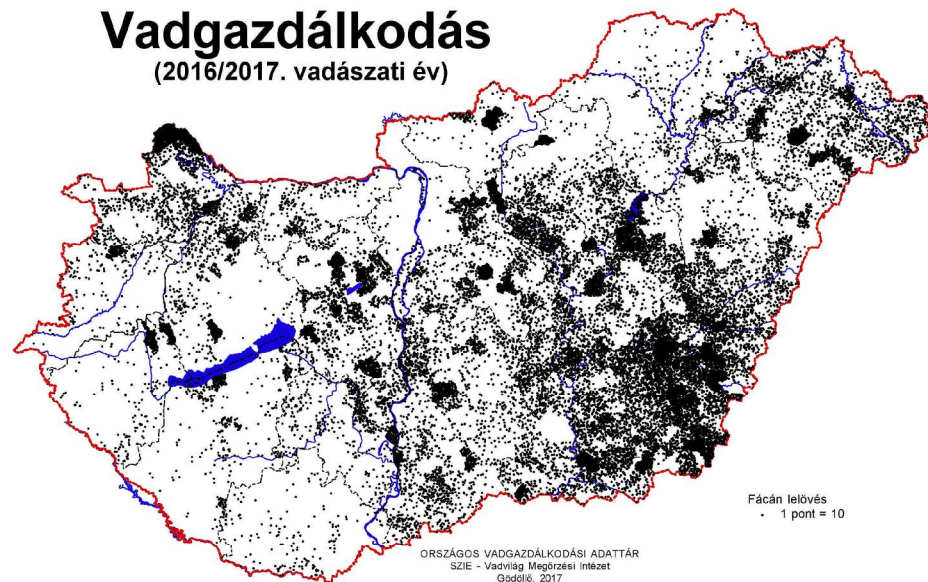 Vadgazdálkodás
(2016/2017. vadászati év)
Fácán lelövés
1 pont = 10
ORSZÁGOS VADGAZDÁLKODÁSI ADATTÁR
SZIE - Vadvilág Megőrzési Intézet
Gödöllő, 2017